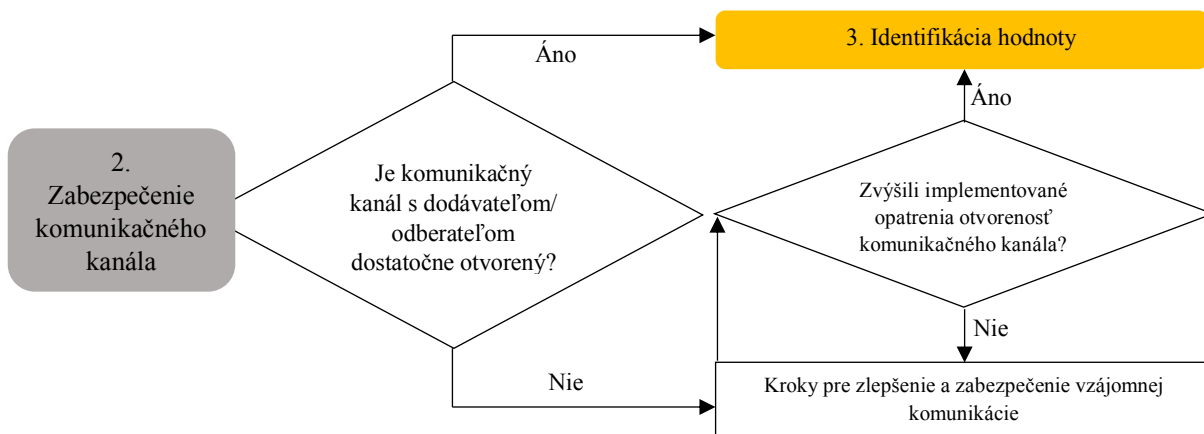 2.
Zabezpečenie
komunikačného
kanála
Je komunikačný
kanál s dodávateľom/
odberateľom
dostatočne otvorený?
Áno
3. Identifikácia hodnoty
Áno
Zvýšili implementované
opatrenia otvorenosť
komunikačného kanála?
Nie
Nie
Kroky pre zlepšenie a zabezpečenie vzájomnej
komunikácie